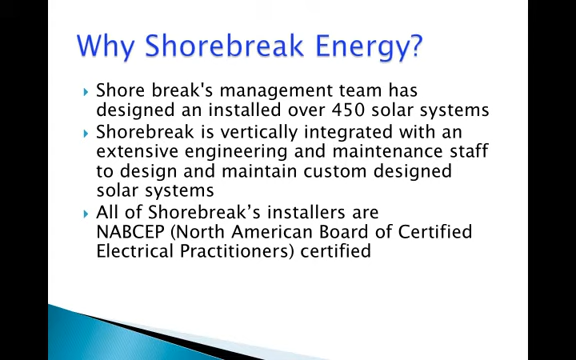 Why Shorebreak Energy?
Shore break's management team has
designed an installed over 450 solar systems
Shorebreak is vertically integrated with an
extensive engineering and maintenance staff
to design and maintain custom designed
solar systems
All of Shorebreak's installers are
NABCEP (North American Board of Certified
Electrical Practitioners) certified